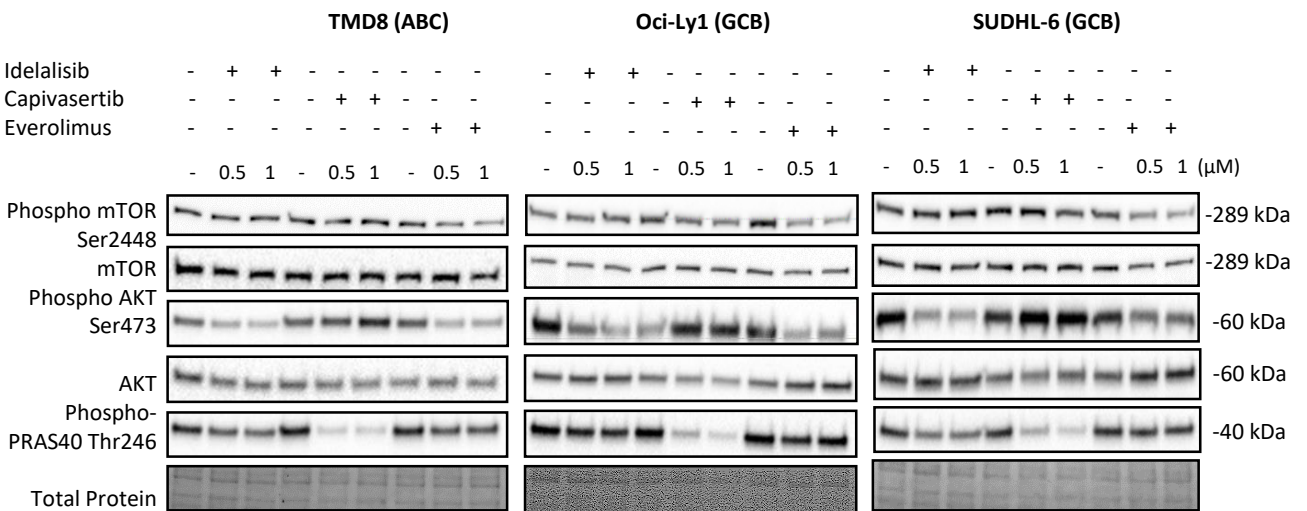 TMD8 (ABC) Oci-Ly1 (GCB) SUDHL-6 (GCB)
Idelalisib - + + - - - - - - - + + - - - - - - - + + - - - - - -
Capivasertib - - - - + + - - - - - - - + + - - - - - - - + + - - -
Everolimus - - - - - - - + + - - - - - - - + + - - - - - - - + +
- 0.5 1 - 0.5 1 - 0.5 1 - 0.5 1 - 0.5 1 - 0.5 1 - 0.5 1 - 0.5 1 - 0.5 1 (µM)
Phospho mTOR
Ser2448
-289 kDa
mTOR
-289 kDa
Phospho AKT
Ser473
-60 kDa
AKT
-60 kDa
Phospho-
PRAS40 Thr246
-40 kDa
Total Protein